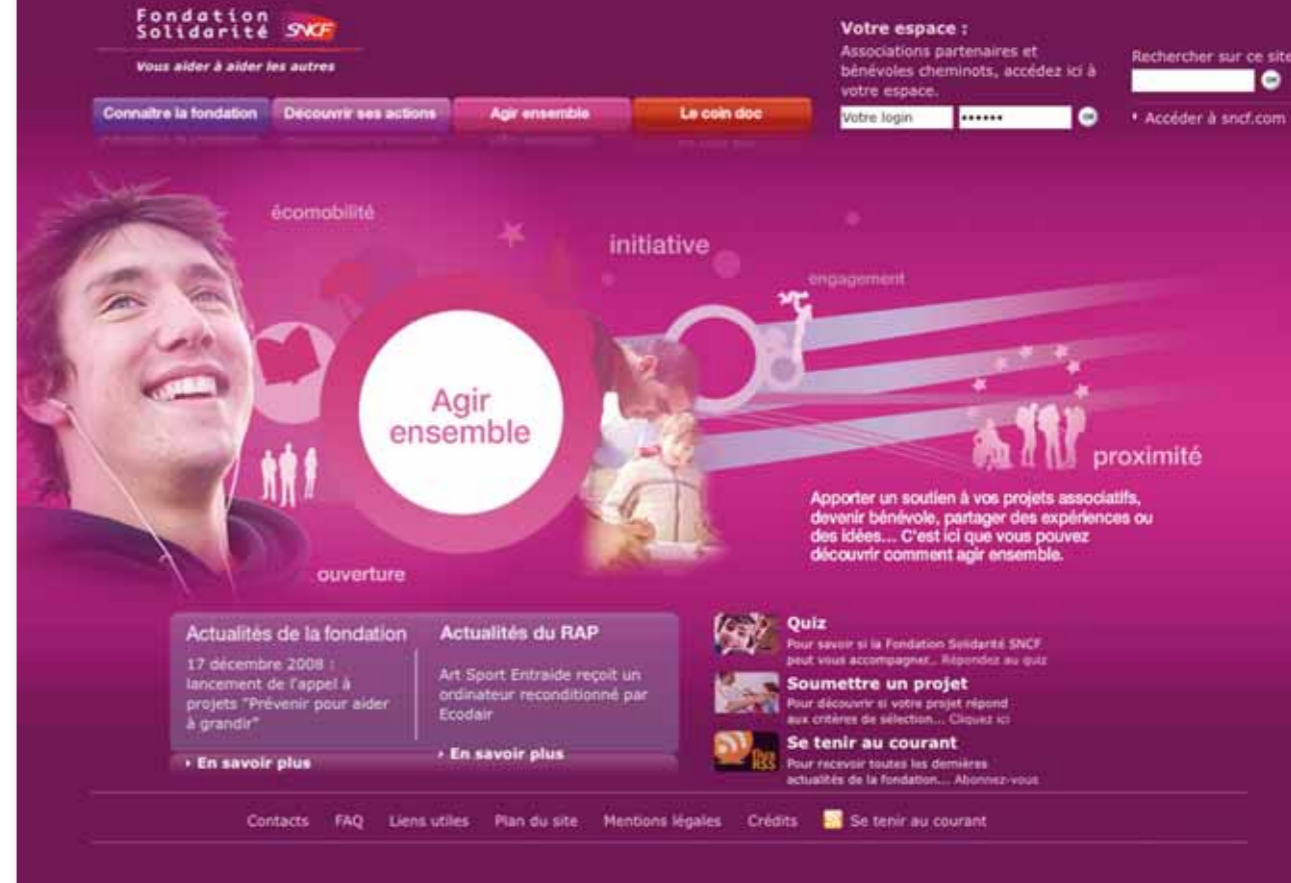 Fondation
Solidarité SNCF
Vous aider à aider les autres
Votre espace :
Associations partenaires et
bénévoles cheminots, accédez ici à
votre espace.
Votre login ••••••
OK
Rechercher sur ce site
OK
Accéder à sncf.com
Connaître la fondation
Découvrir ses actions
Agir ensemble
Le coin doc
écomobilité
initiative
engagement
Agir
ensemble
proximité
ouverture
Apporter un soutien à vos projets associatifs,
devenir bénévole, partager des expériences ou
des idées... C'est ici que vous pouvez
découvrir comment agir ensemble.
Actualités de la fondation
17 décembre 2008 :
lancement de l'appel à
projets "Prévenir pour aider
à grandir"
En savoir plus
Actualités du RAP
Art Sport Entraide reçoit un
ordinateur reconditionné par
Ecodair
En savoir plus
Quiz
Pour savoir si la Fondation Solidarité SNCF
peut vous accompagner... Répondez au quiz
Soumettre un projet
Pour découvrir si votre projet répond
aux critères de sélection... Cliquez ici
Flux
RSS
Se tenir au courant
Pour recevoir toutes les dernières
actualités de la fondation... Abonnez-vous
Contacts FAQ Liens utiles Plan du site Mentions légales Crédits Se tenir au courant